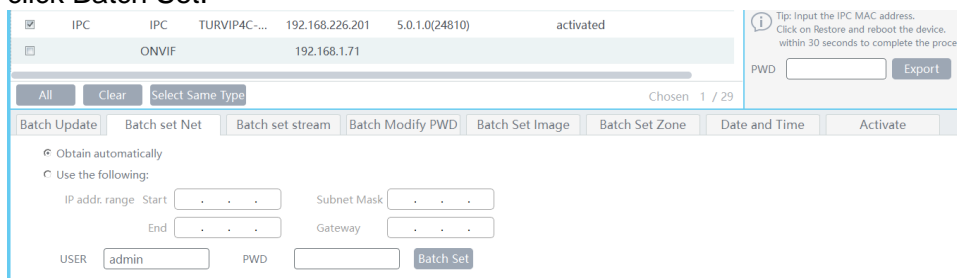 click Batch Set.
IPC IPC TURVIP4C-... 192.168.226.201 5.0.1.0(24810) activated
ONVIF 192.168.1.71
Tip: Input the IPC MAC address.
Click on Restore and reboot the device.
within 30 seconds to complete the proce
PWD Export
All Clear Select Same Type Chosen 1 / 29
Batch Update Batch set Net Batch set stream Batch Modify PWD Batch Set Image Batch Set Zone Date and Time Activate
Obtain automatically
Use the following:
IP addr. range Start . . . Subnet Mask . . .
End . . . Gateway . . .
USER admin PWD Batch Set